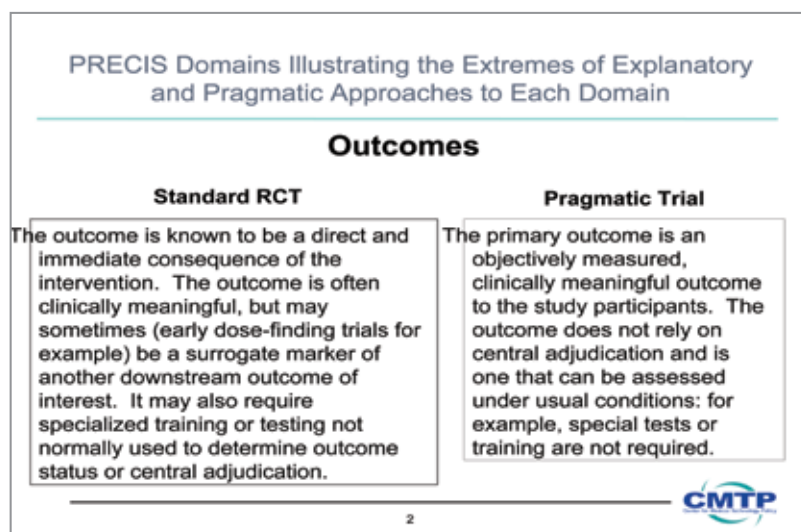 PRECIS Domains Illustrating the Extremes of Explanatory
and Pragmatic Approaches to Each Domain
Outcomes
Standard RCT
The outcome is known to be a direct and
immediate consequence of the
intervention. The outcome is often
clinically meaningful, but may
sometimes (early dose-finding trials for
example) be a surrogate marker of
another downstream outcome of
interest. It may also require
specialized training or testing not
normally used to determine outcome
status or central adjudication.
Pragmatic Trial
The primary outcome is an
objectively measured,
clinically meaningful outcome
to the study participants. The
outcome does not rely on
central adjudication and is
one that can be assessed
under usual conditions: for
example, special tests or
training are not required.
2
CMTP
Center for Medical Technology Policy